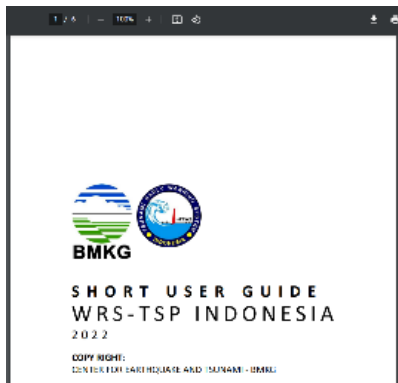 1 / 6 | − 100% +
BMKG
SHORT USER GUIDE
WRS-TSP INDONESIA
2022
COPY RIGHT:
CENTER FOR EARTHQUAKE AND TSUNAMI - BMKG